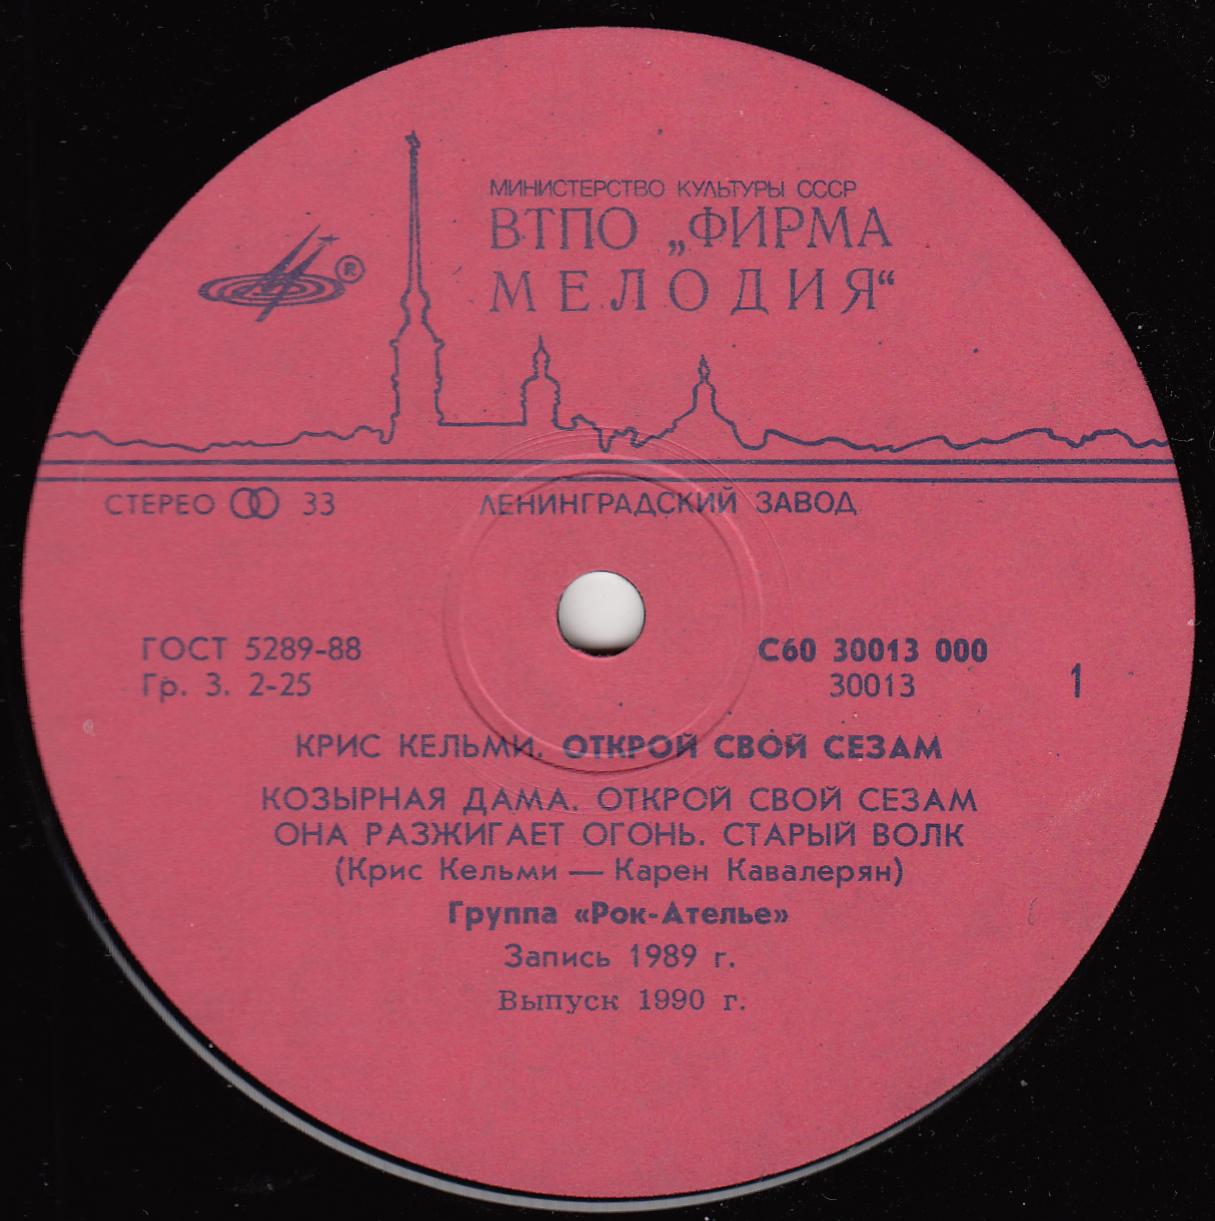 МИНИСТЕРСТВО КУЛЬТУРЫ СССР
ВТПО „ФИРМА
МЕЛОДИЯ“
®
СТЕРЕО 33
ЛЕНИНГРАДСКИЙ ЗАВОД
ГОСТ 5289-88
Гр. 3. 2-25
С60 30013 000
30013
1
КРИС КЕЛЬМИ. ОТКРОЙ СВОЙ СЕЗАМ
КОЗЫРНАЯ ДАМА. ОТКРОЙ СВОЙ СЕЗАМ
ОНА РАЗЖИГАЕТ ОГОНЬ. СТАРЫЙ ВОЛК
(Крис Кельми — Карен Кавалерян)
Группа «Рок-Ателье»
Запись 1989 г.
Выпуск 1990 г.